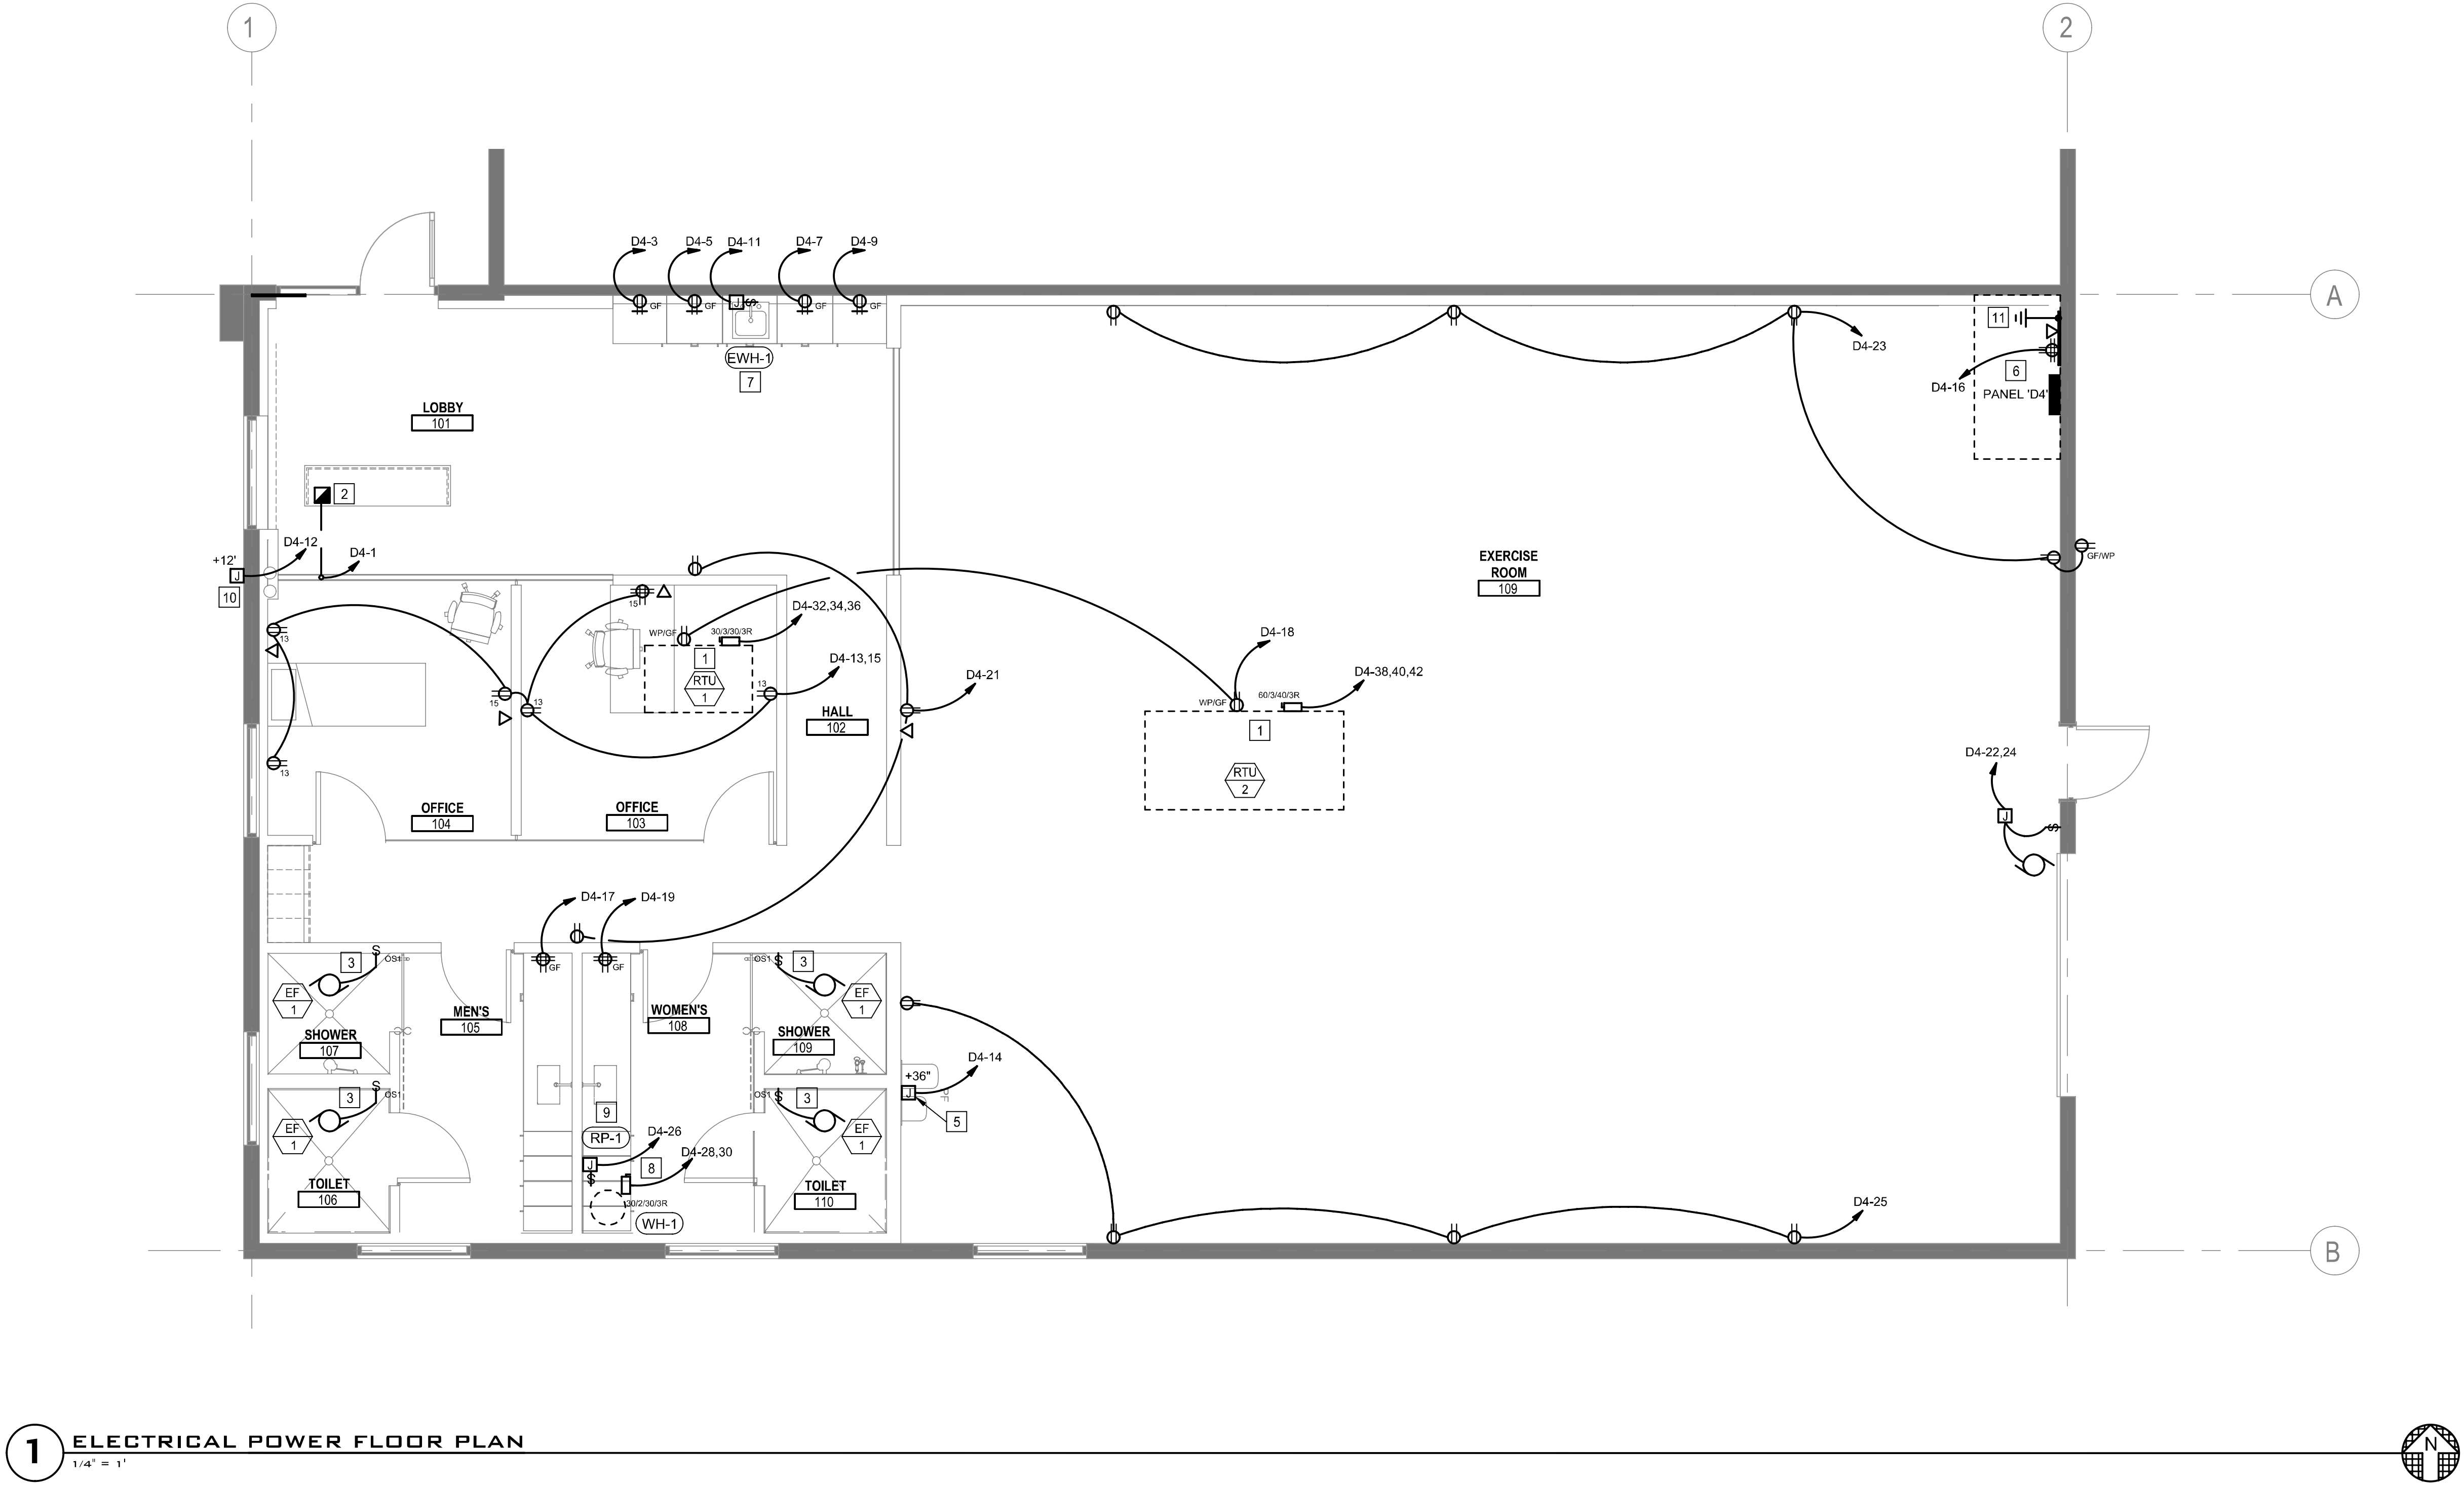 1
2
D4-3
D4-5
D4-11
D4-7
D4-9
GF
GF
J
S
GF
GF
A
D4-23
11
D4-16
6
PANEL 'D4'
EWH-1
7
LOBBY
101
2
D4-12
D4-1
+12'
J
10
GF/WP
EXERCISE
ROOM
109
15
WP/GF
30/3/30/3R
D4-32,34,36
13
1
RTU
1
13
D4-13,15
15
13
D4-21
D4-18
WP/GF
60/3/40/3R
D4-38,40,42
1
RTU
2
HALL
102
13
D4-22,24
J
S
OFFICE
104
OFFICE
103
D4-17
D4-19
GF
GF
3
S
OS1
EF
1
OS1
S
3
EF
1
MEN'S
105
WOMEN'S
108
SHOWER
107
SHOWER
109
D4-14
+36"
J
DF
5
3
S
OS1
EF
1
9
RP-1
OS1
S
3
EF
1
D4-26
J
S
8
D4-28,30
30/2/30/3R
WH-1
TOILET
106
TOILET
110
D4-25
B
1
ELECTRICAL POWER FLOOR PLAN
1/4" = 1'
N